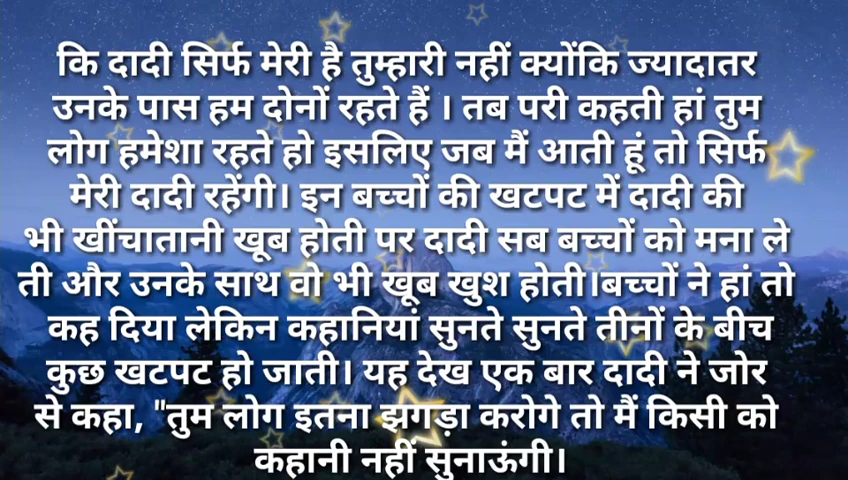 कि दादी सिर्फ मेरी है तुम्हारी नहीं क्योंकि ज्यादातर
उनके पास हम दोनों रहते हैं । तब परी कहती हां तुम
लोग हमेशा रहते हो इसलिए जब मैं आती हूं तो सिर्फ
मेरी दादी रहेंगी। इन बच्चों की खटपट में दादी की
भी खींचातानी खूब होती पर दादी सब बच्चों को मना ले
ती और उनके साथ वो भी खूब खुश होती।बच्चों ने हां तो
कह दिया लेकिन कहानियां सुनते सुनते तीनों के बीच
कुछ खटपट हो जाती। यह देख एक बार दादी ने जोर
से कहा, "तुम लोग इतना झगड़ा करोगे तो मैं किसी को
कहानी नहीं सुनाऊंगी।